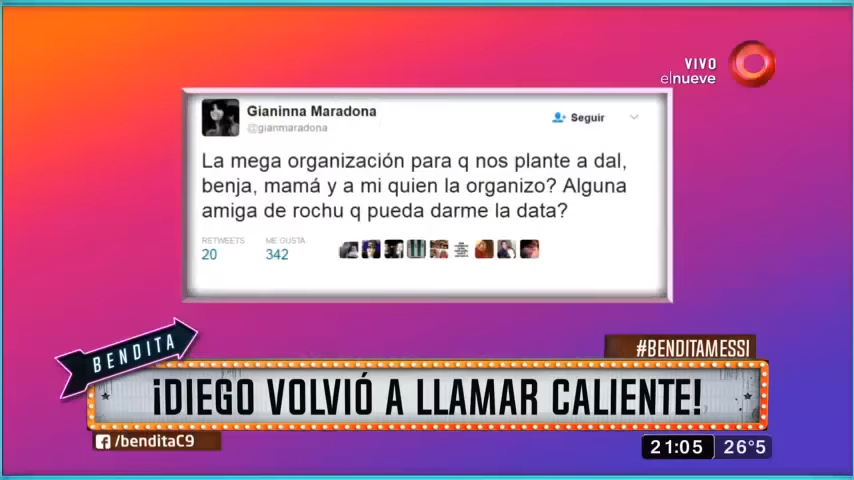 VIVO
elnueve
Gianinna Maradona
@gianmaradona
Seguir
La mega organización para q nos plante a dal,
benja, mamá y a mi quien la organizo? Alguna
amiga de rochu q pueda darme la data?
RETWEETS
ME GUSTA
20
342
BENDITA
#BENDITAMESSI
¡DIEGO VOLVIÓ A LLAMAR CALIENTE!
/benditaC9
21:05
26°5